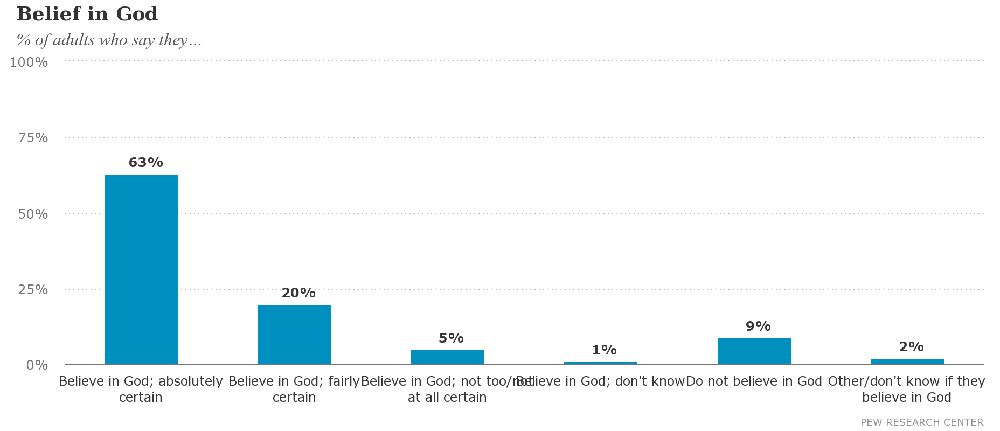 Belief in God
% of adults who say they...
100%
75%
63%
50%
25%
20%
5%
1%
9%
2%
0%
Believe in God; absolutely
certain
Believe in God; fairly
certain
Believe in God; not too/not
at all certain
Believe in God; don't know
Do not believe in God
Other/don't know if they
believe in God
PEW RESEARCH CENTER